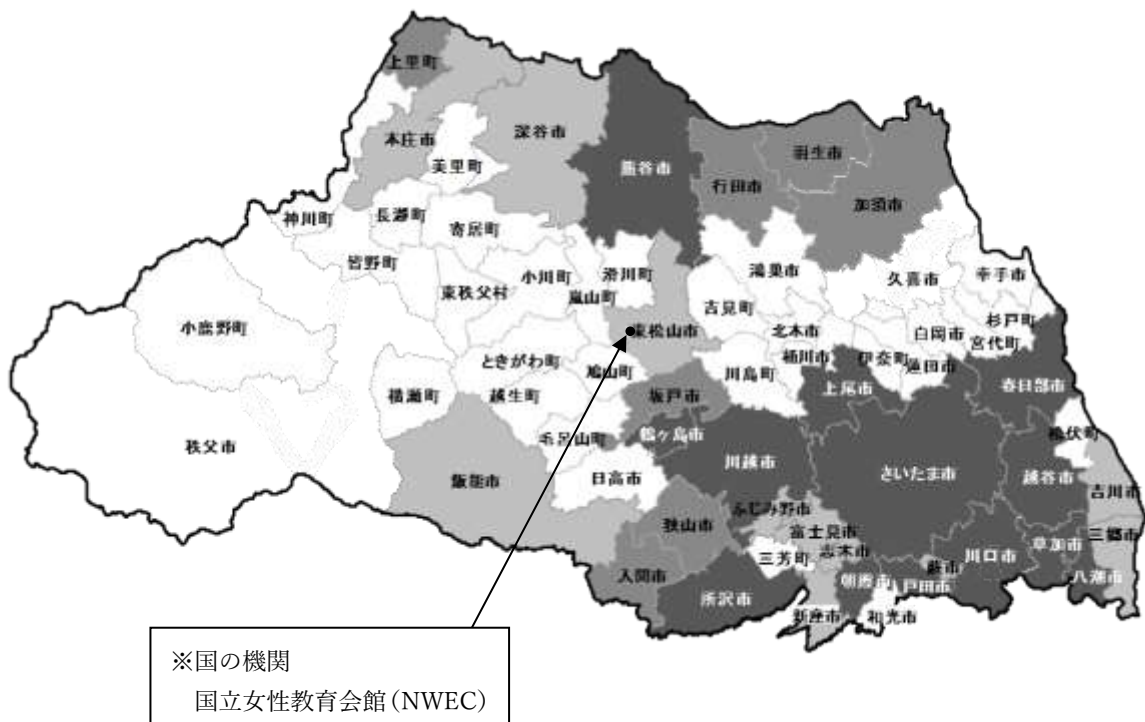 上里町
本庄市
美里町
深谷市
熊谷市
行田市
羽生市
加須市
神川町
長瀞町
寄居町
皆野町
小鹿野町
東秩父村
小川町
嵐山町
滑川町
東松山市
吉見町
鴻巣市
北本市
久喜市
幸手市
杉戸町
宮代町
白岡市
蓮田市
伊奈町
桶川市
上尾市
川島町
ときがわ町
鳩山町
越生町
横瀬町
秩父市
坂戸市
鶴ヶ島市
毛呂山町
日高市
飯能市
川越市
さいたま市
春日部市
松伏町
越谷市
吉川市
三郷市
草加市
八潮市
川口市
蕨市
戸田市
ふじみ野市
富士見市
志木市
三芳町
朝霞市
和光市
新座市
所沢市
狭山市
入間市
※国の機関
国立女性教育会館(NWEC)